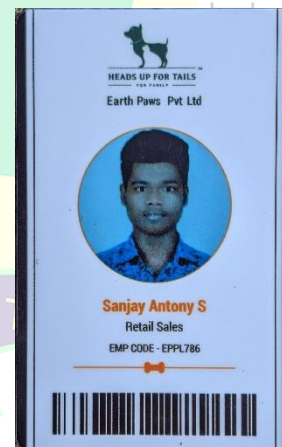 HEADS UP FOR TAILS
FOR FAMILY
Earth Paws Pvt Ltd
Sanjay Antony S
Retail Sales
EMP CODE - EPPL786